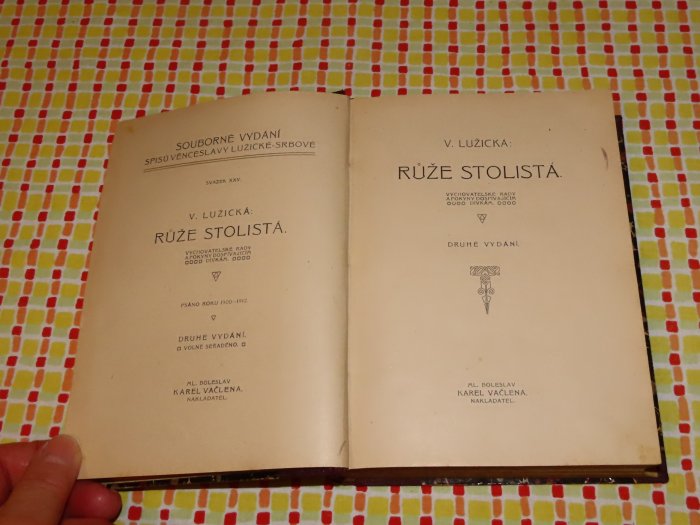 SOUBORNÉ VYDÁNÍ
SPISŮ VĚNCESLAVY LUŽICKÉ-SRBOVÉ
SVAZEK XXV.
V. LUŽICKÁ:
RŮŽE STOLISTÁ.
VYCHOVATELSKÉ RADY
A POKYNY DOSPÍVAJÍCÍM
DÍVKÁM.
PSÁNO ROKU 1900–1912.
DRUHÉ VYDÁNÍ.
VOLNĚ SEŘADĚNO.
ML. BOLESLAV
KAREL VAČLENA,
NAKLADATEL.
V. LUŽICKÁ:
RŮŽE STOLISTÁ.
VYCHOVATELSKÉ RADY
A POKYNY DOSPÍVAJÍCÍM
DÍVKÁM.
DRUHÉ VYDÁNÍ.
ML. BOLESLAV
KAREL VAČLENA,
NAKLADATEL.